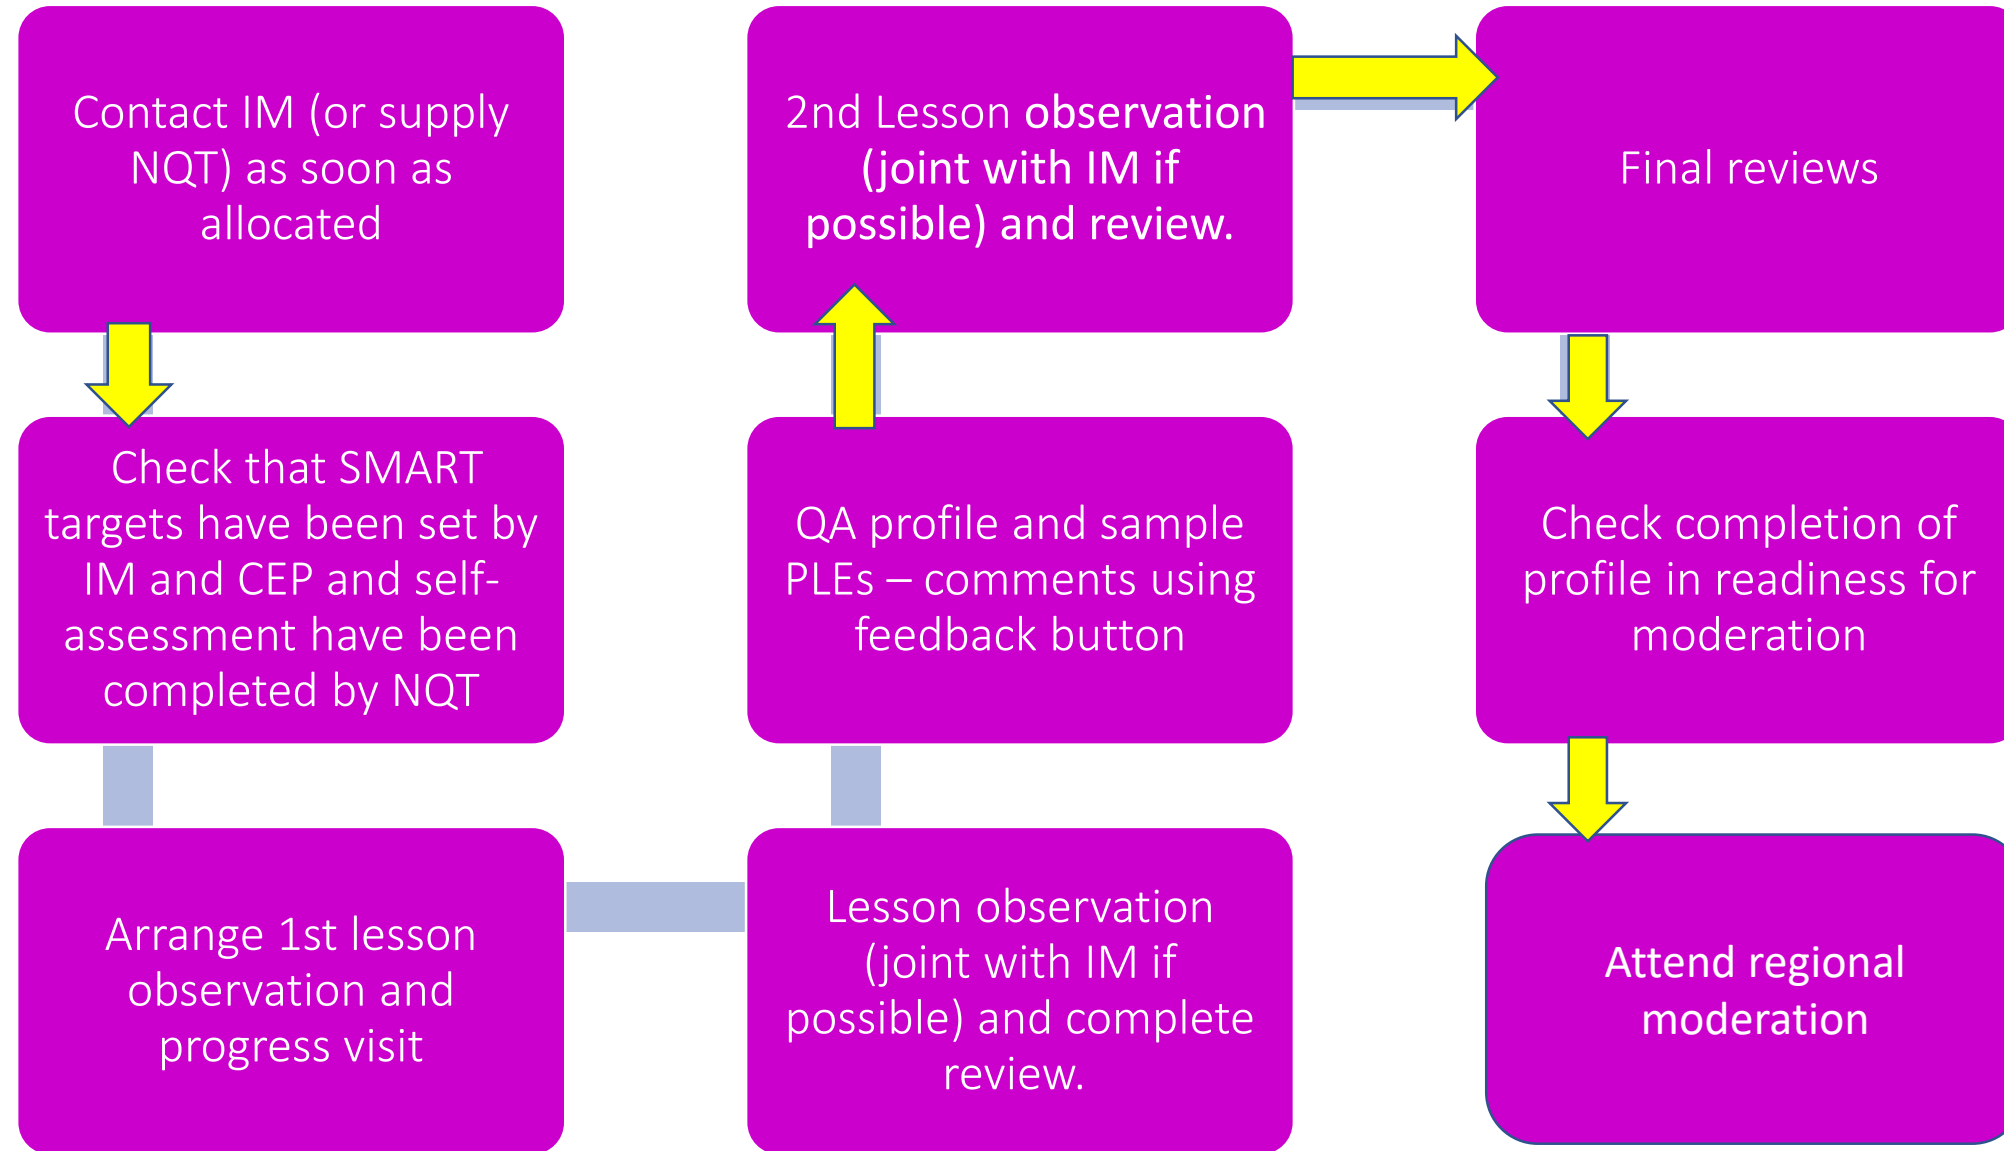 Contact IM (or supply
NQT) as soon as
allocated
Check that SMART
targets have been set by
IM and CEP and self-
assessment have been
completed by NQT
Arrange 1st lesson
observation and
progress visit
Lesson observation
(joint with IM if
possible) and complete
review.
QA profile and sample
PLEs – comments using
feedback button
2nd Lesson observation
(joint with IM if
possible) and review.
Final reviews
Check completion of
profile in readiness for
moderation
Attend regional
moderation